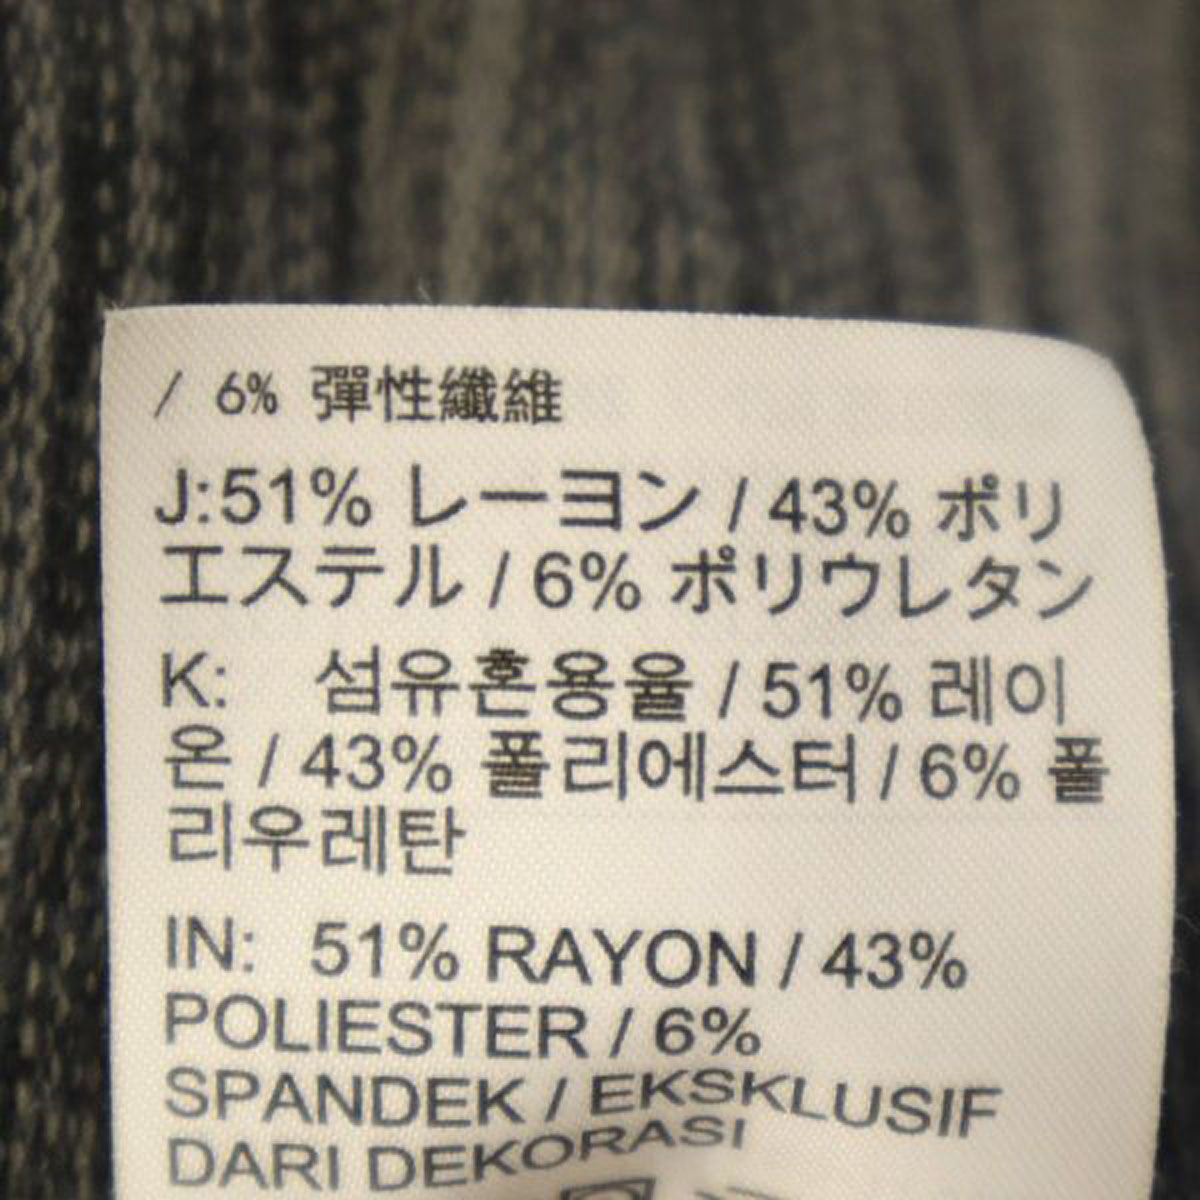 / 6% 彈性纖維
J:51% レーヨン / 43% ポリ
エステル / 6% ポリウレタン
K: 섬유혼용율 / 51% 레이
온 / 43% 폴리에스터 / 6% 폴
리우레탄
IN: 51% RAYON / 43%
POLIESTER / 6%
SPANDEK / EKSKLUSIF
DARI DEKORASI